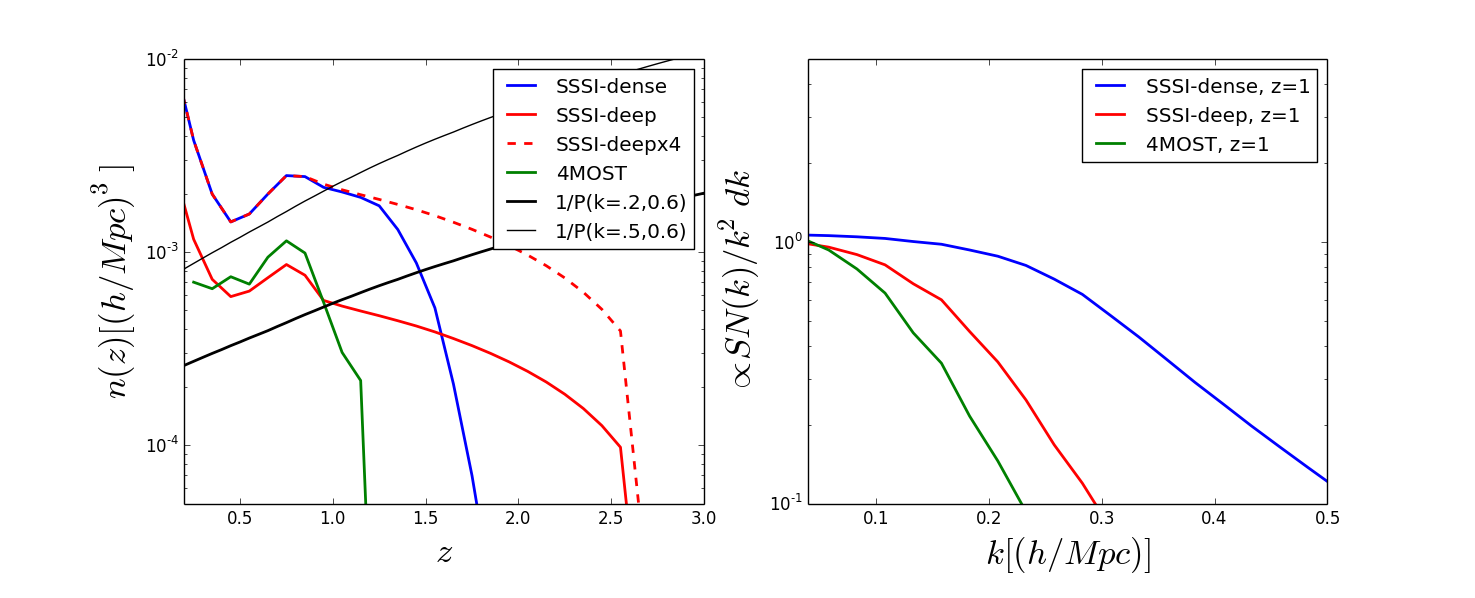 10^-2
10^-3
10^-4
n(z)[(h/Mpc)^3 ]
0.5 1.0 1.5 2.0 2.5 3.0
z
SSSI-dense
SSSI-deep
SSSI-deepx4
4MOST
1/P(k=.2,0.6)
1/P(k=.5,0.6)
10^0
10^-1
∝SN(k)/k^2 dk
0.1 0.2 0.3 0.4 0.5
k[(h/Mpc)]
SSSI-dense, z=1
SSSI-deep, z=1
4MOST, z=1